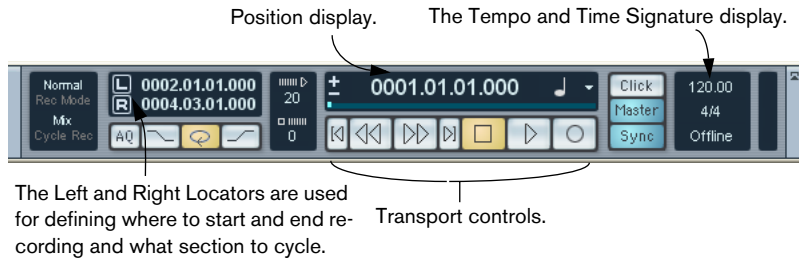 Position display.
The Tempo and Time Signature display.
Normal
Rec Mode
Mix
Cycle Rec
L 0002.01.01.000
R 0004.03.01.000
AQ
20
0
0001.01.01.000
Click
Master
Sync
120.00
4/4
Offline
The Left and Right Locators are used
for defining where to start and end re-
cording and what section to cycle.
Transport controls.